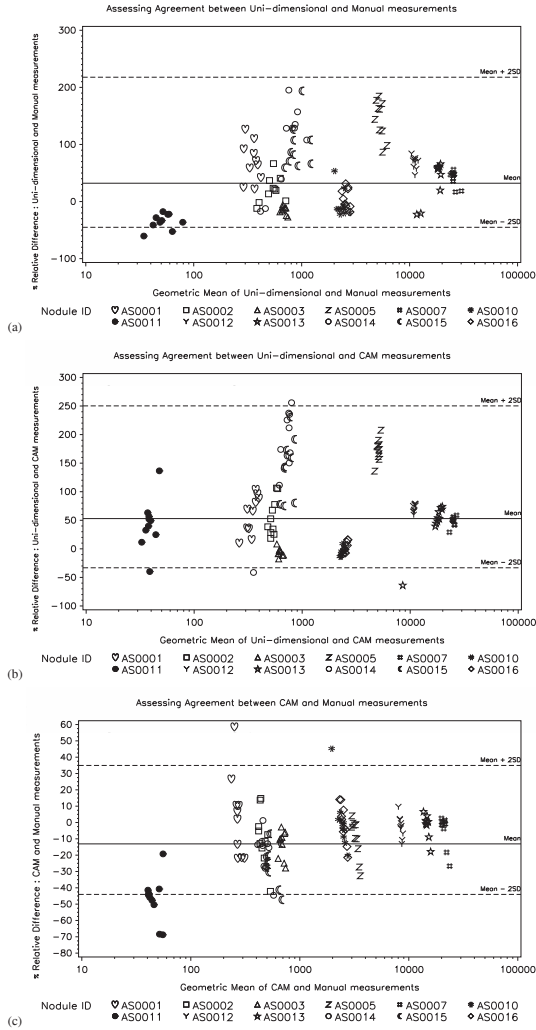 Assessing Agreement between Uni-dimensional and Manual measurements
% Relative Difference : Uni-dimensional and Manual measurements
300
200
100
0
-100
Mean + 2SD
Mean
Mean - 2SD
10 100 1000 10000 100000
Geometric Mean of Uni-dimensional and Manual measurements
Nodule ID AS0001 AS0002 AS0003 AS0005 AS0007 AS0010
AS0011 AS0012 AS0013 AS0014 AS0015 AS0016
(a)
Assessing Agreement between Uni-dimensional and CAM measurements
% Relative Difference : Uni-dimensional and CAM measurements
300
250
200
150
100
50
0
-50
-100
Mean + 2SD
Mean
Mean - 2SD
10 100 1000 10000 100000
Geometric Mean of Uni-dimensional and CAM measurements
Nodule ID AS0001 AS0002 AS0003 AS0005 AS0007 AS0010
AS0011 AS0012 AS0013 AS0014 AS0015 AS0016
(b)
Assessing Agreement between CAM and Manual measurements
% Relative Difference : CAM and Manual measurements
60
50
40
30
20
10
0
-10
-20
-30
-40
-50
-60
-70
-80
Mean + 2SD
Mean
Mean - 2SD
10 100 1000 10000 100000
Geometric Mean of CAM and Manual measurements
Nodule ID AS0001 AS0002 AS0003 AS0005 AS0007 AS0010
AS0011 AS0012 AS0013 AS0014 AS0015 AS0016
(c)